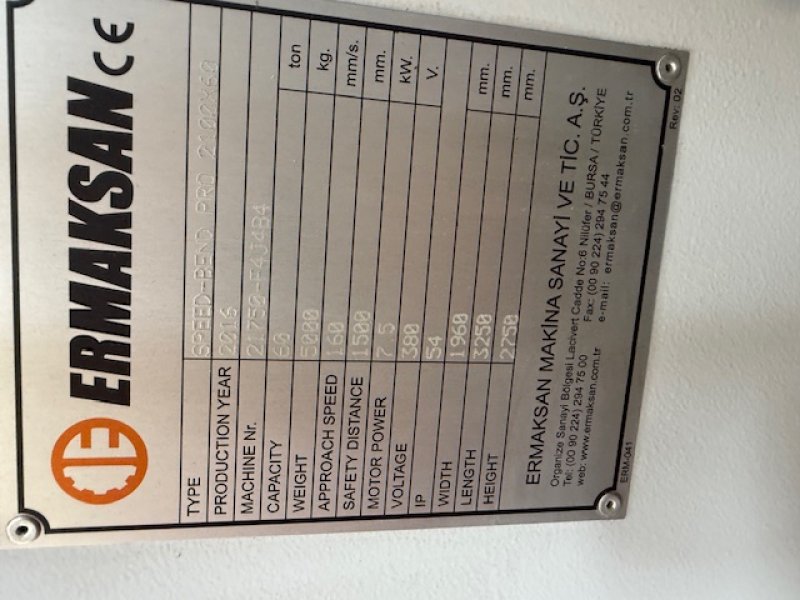 ERMAKSAN CE
TYPE SPEED-BEND PRO 2100X60
PRODUCTION YEAR 2016
MACHINE Nr. 21750-F4J4B4
CAPACITY 60 ton
WEIGHT 5000 kg.
APPROACH SPEED 160 mm/s.
SAFETY DISTANCE 1500 mm.
MOTOR POWER 7.5 kW.
VOLTAGE 380 V.
IP 54
WIDTH 1960 mm.
LENGTH 3250 mm.
HEIGHT 2750 mm.
ERMAKSAN MAKİNA SANAYİ VE TİC. A.Ş.
Organize Sanayi Bölgesi Lacivert Cadde No:6 Nilüfer / BURSA / TÜRKİYE
Tel: (00 90 224) 294 75 00 Fax: (00 90 224) 294 75 44
web: www.ermaksan.com.tr e-mail: ermaksan@ermaksan.com.tr
ERM-041 Rev: 02